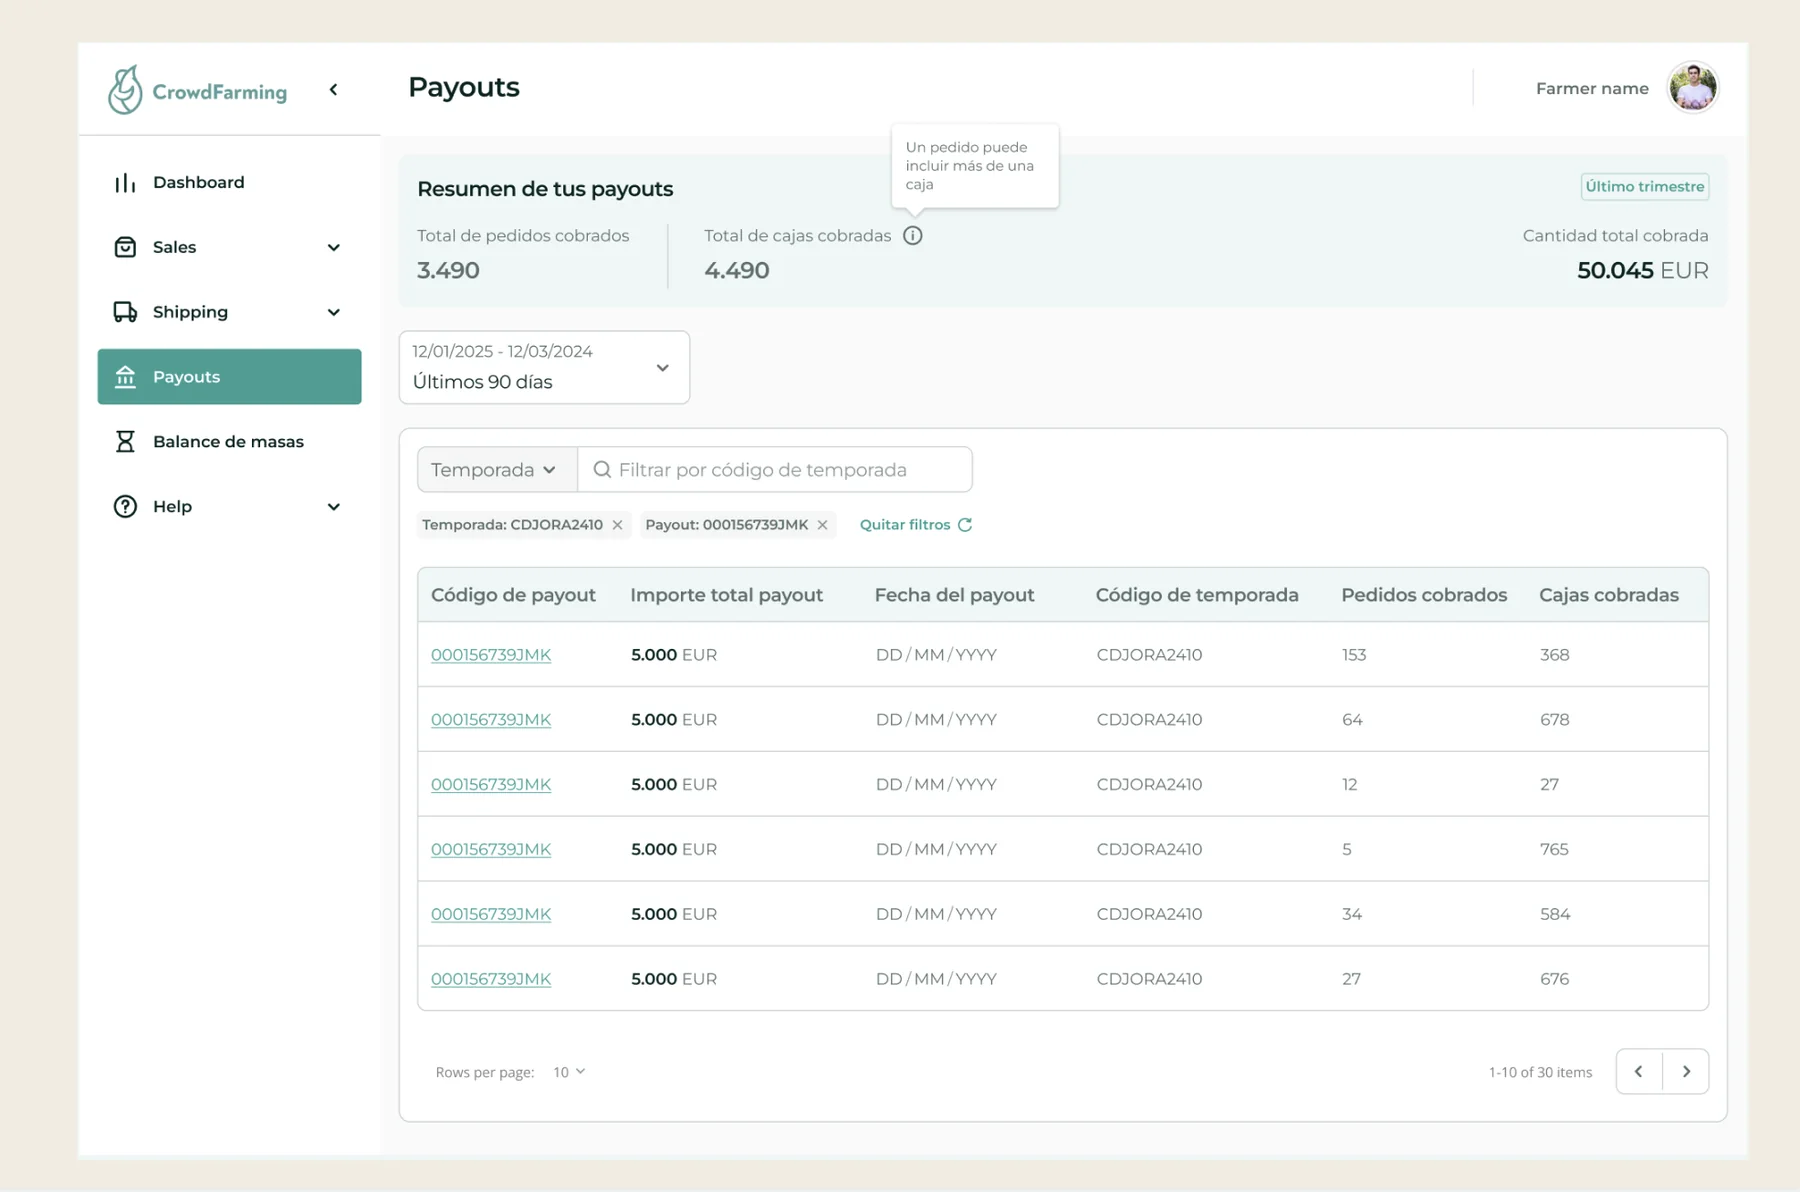 CrowdFarming
Payouts
Farmer name
Dashboard
Sales
Shipping
Payouts
Balance de masas
Help
Un pedido puede
incluir más de una
caja
Resumen de tus payouts
Último trimestre
Total de pedidos cobrados
3.490
Total de cajas cobradas
4.490
Cantidad total cobrada
50.045 EUR
12/01/2025 - 12/03/2024
Últimos 90 días
Temporada
Filtrar por código de temporada
Temporada: CDJORA2410
Payout: 000156739JMK
Quitar filtros
Código de payout Importe total payout Fecha del payout Código de temporada Pedidos cobrados Cajas cobradas
000156739JMK 5.000 EUR DD/MM/YYYY CDJORA2410 153 368
000156739JMK 5.000 EUR DD/MM/YYYY CDJORA2410 64 678
000156739JMK 5.000 EUR DD/MM/YYYY CDJORA2410 12 27
000156739JMK 5.000 EUR DD/MM/YYYY CDJORA2410 5 765
000156739JMK 5.000 EUR DD/MM/YYYY CDJORA2410 34 584
000156739JMK 5.000 EUR DD/MM/YYYY CDJORA2410 27 676
Rows per page: 10
1-10 of 30 items